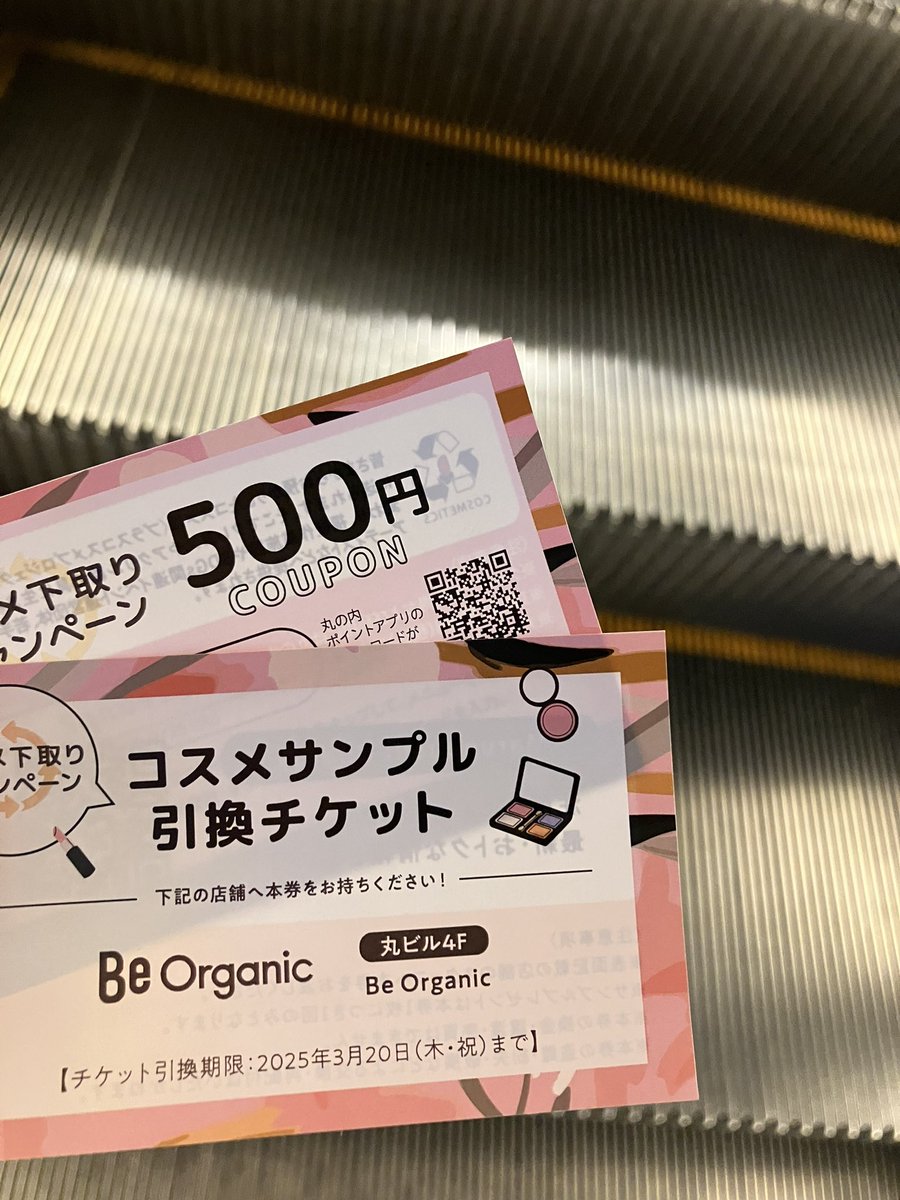 500円
COUPON
メ下取り
ャンペーン
丸の内
ポイントアプリの
コードが
COSMETICS
メ下取り
ンペーン
コスメサンプル
引換チケット
下記の店舗へ本券をお持ちください！
Be Organic
丸ビル4F
Be Organic
【チケット引換期限：2025年3月20日（木・祝）まで】